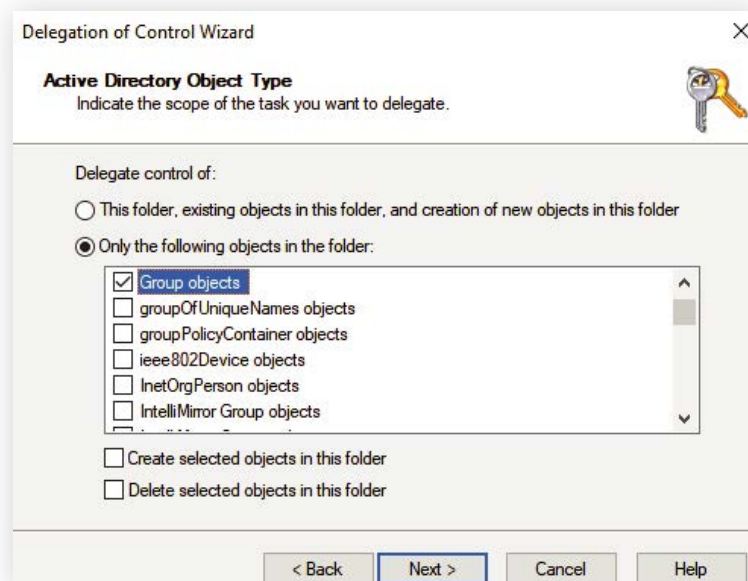 Delegation of Control Wizard
Active Directory Object Type
Indicate the scope of the task you want to delegate.
Delegate control of:
This folder, existing objects in this folder, and creation of new objects in this folder
Only the following objects in the folder:
Group objects
groupOfUniqueNames objects
groupPolicyContainer objects
ieee802Device objects
InetOrgPerson objects
IntelliMirror Group objects
Create selected objects in this folder
Delete selected objects in this folder
< Back Next > Cancel Help